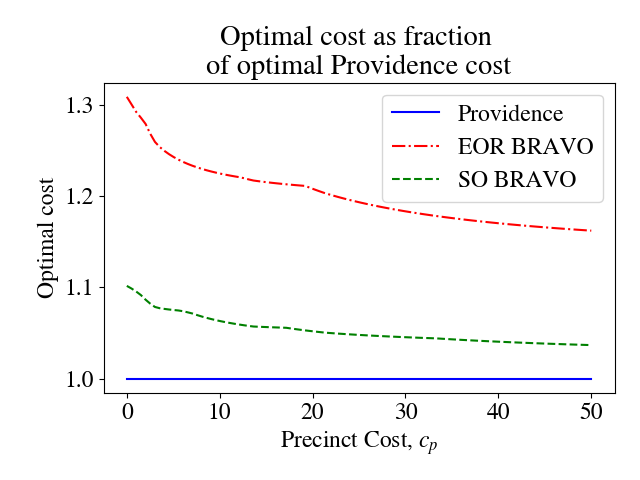 Optimal cost as fraction
of optimal Providence cost
Optimal cost
1.3
1.2
1.1
1.0
Providence
EOR BRAVO
SO BRAVO
0 10 20 30 40 50
Precinct Cost, $c_p$